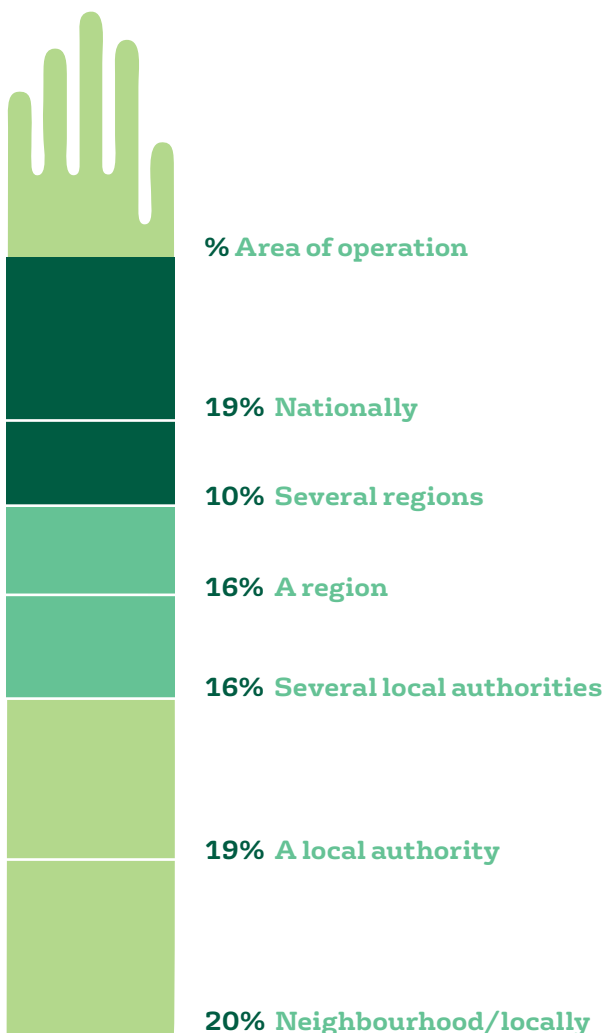 % Area of operation
19% Nationally
10% Several regions
16% A region
16% Several local authorities
19% A local authority
20% Neighbourhood/locally